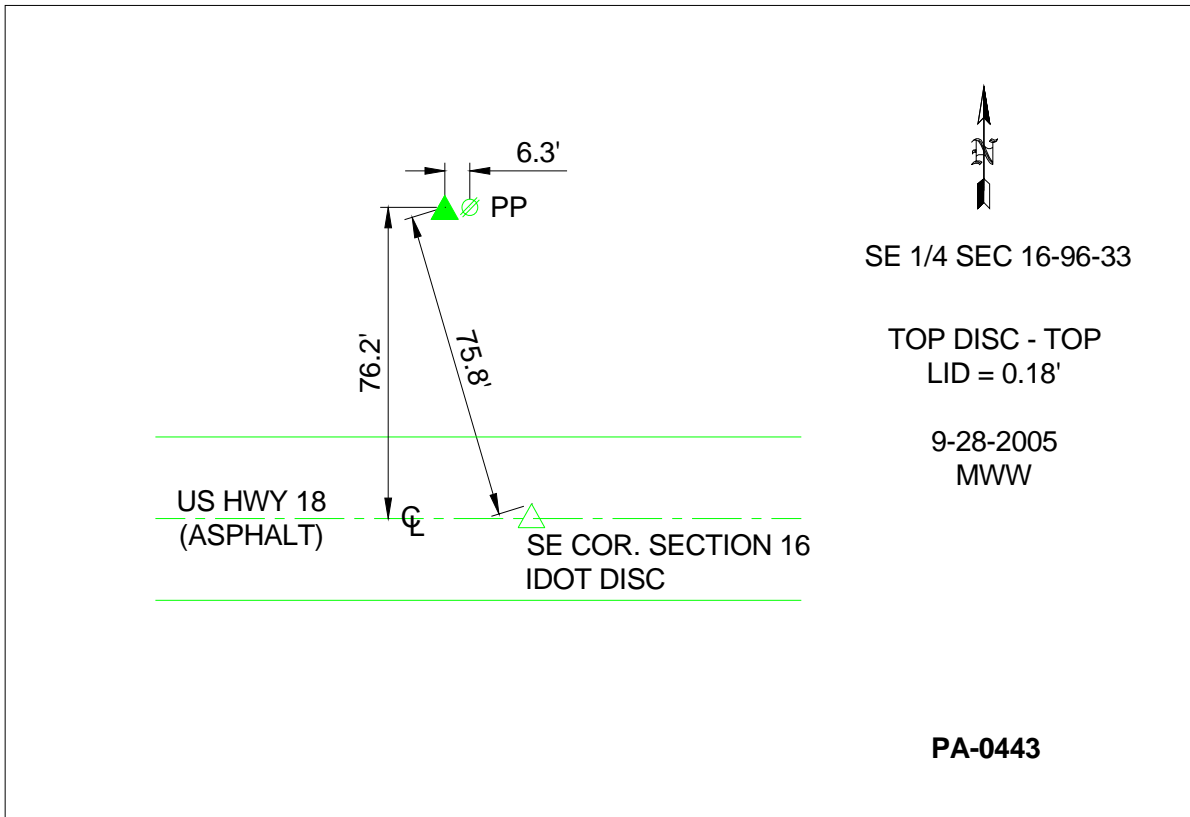 6.3'
PP
N
76.2'
75.8'
US HWY 18
(ASPHALT)
℄
SE COR. SECTION 16
IDOT DISC
SE 1/4 SEC 16-96-33
TOP DISC - TOP
LID = 0.18'
9-28-2005
MWW
PA-0443